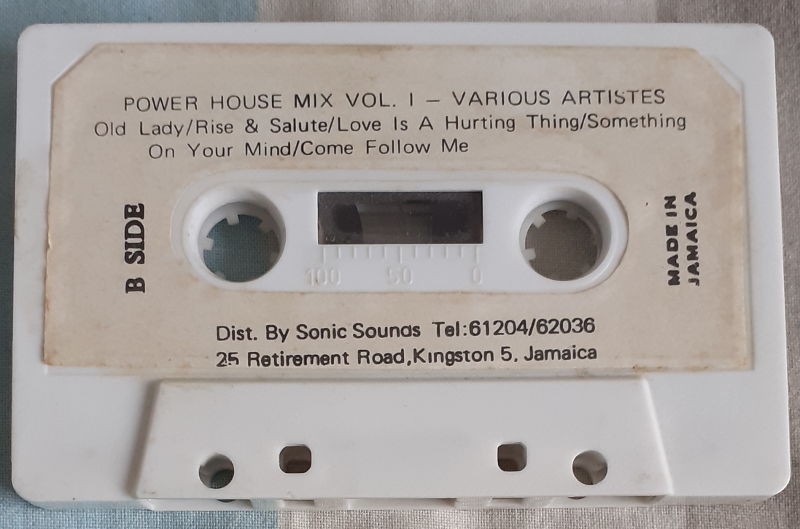 POWER HOUSE MIX VOL. I – VARIOUS ARTISTES
Old Lady/Rise & Salute/Love Is A Hurting Thing/Something
On Your Mind/Come Follow Me
B SIDE
MADE IN
JAMAICA
100 50 0
Dist. By Sonic Sounds Tel:61204/62036
25 Retirement Road,Kingston 5. Jamaica